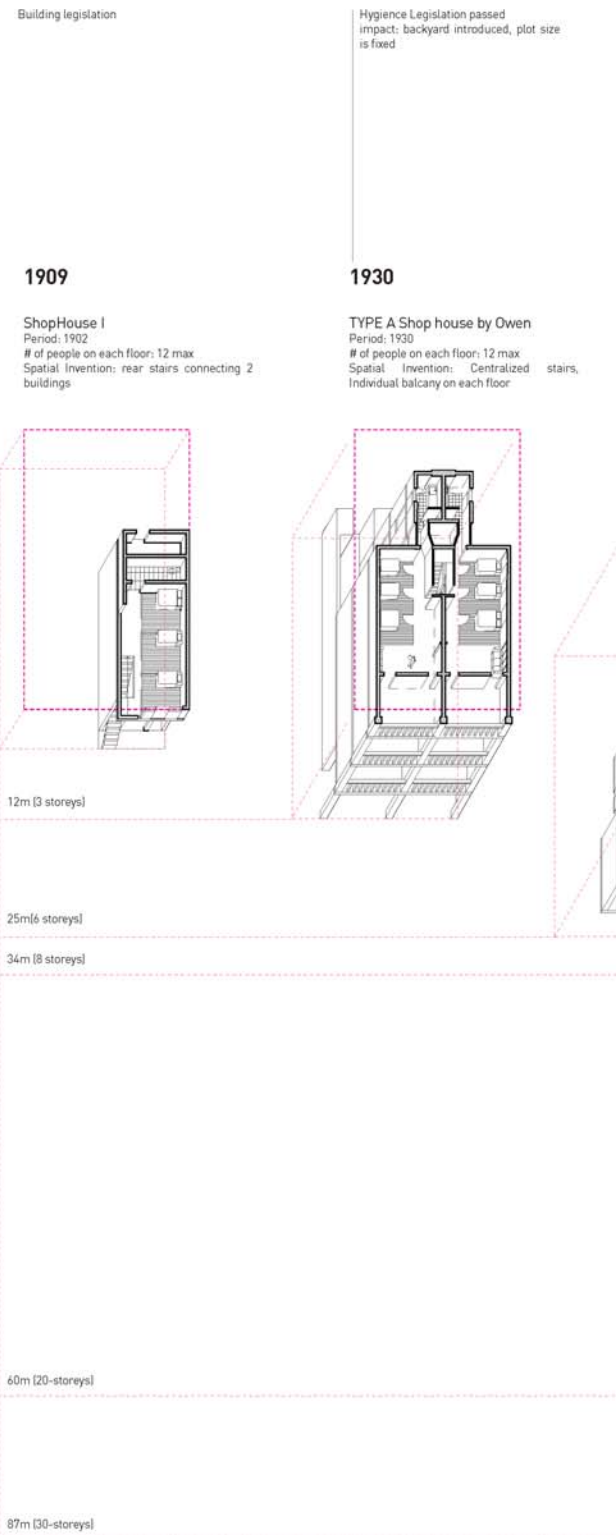 Building legislation
Hygience Legislation passed
impact: backyard introduced, plot size
is fixed
1909
ShopHouse I
Period: 1902
# of people on each floor: 12 max
Spatial Invention: rear stairs connecting 2
buildings
1930
TYPE A Shop house by Owen
Period: 1930
# of people on each floor: 12 max
Spatial Invention: Centralized stairs,
Individual balcany on each floor
12m (3 storeys)
25m(6 storeys)
34m (8 storeys)
60m (20-storeys)
87m (30-storeys)